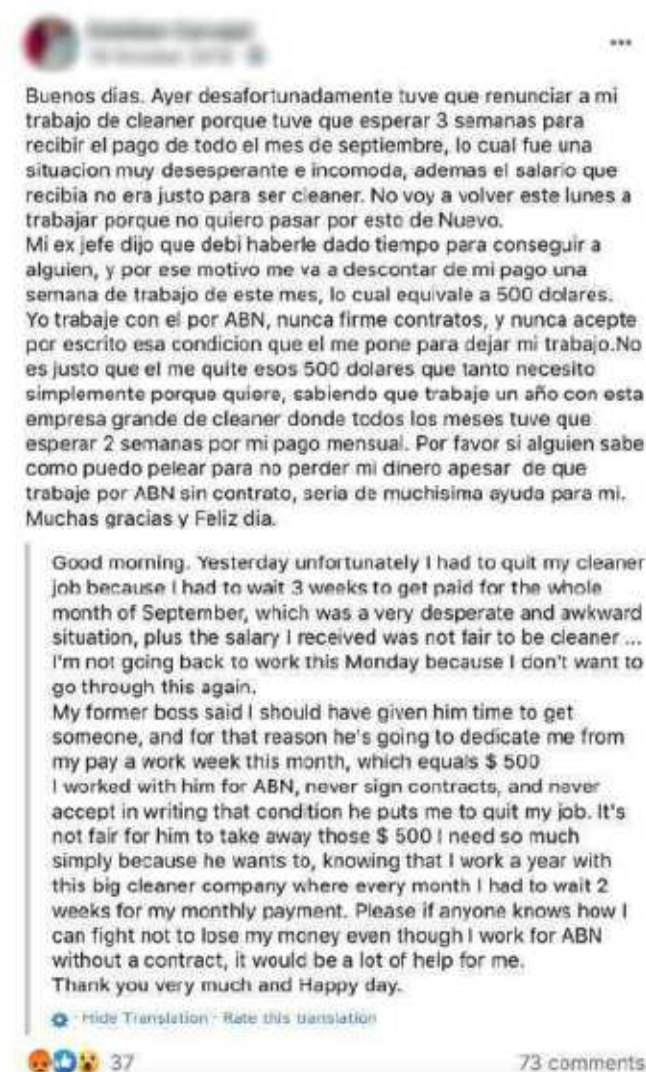 Buenos dias. Ayer desafortunadamente tuve que renunciar a mi
trabajo de cleaner porque tuve que esperar 3 semanas para
recibir el pago de todo el mes de septiembre, lo cual fue una
situacion muy desesperante e incomoda, ademas el salario que
recibia no era justo para ser cleaner. No voy a volver este lunes a
trabajar porque no quiero pasar por esto de Nuevo.
Mi ex jefe dijo que debi haberle dado tiempo para conseguir a
alguien, y por ese motivo me va a descontar de mi pago una
semana de trabajo de este mes, lo cual equivale a 500 dolares.
Yo trabaje con el por ABN, nunca firme contratos, y nunca acepte
por escrito esa condicion que el me pone para dejar mi trabajo.No
es justo que el me quite esos 500 dolares que tanto necesito
simplemente porque quiere, sabiendo que trabaje un año con esta
empresa grande de cleaner donde todos los meses tuve que
esperar 2 semanas por mi pago mensual. Por favor si alguien sabe
como puedo pelear para no perder mi dinero apesar de que
trabaje por ABN sin contrato, seria de muchisima ayuda para mi.
Muchas gracias y Feliz dia.
Good morning. Yesterday unfortunately I had to quit my cleaner
job because I had to wait 3 weeks to get paid for the whole
month of September, which was a very desperate and awkward
situation, plus the salary I received was not fair to be cleaner ...
I'm not going back to work this Monday because I don't want to
go through this again.
My former boss said I should have given him time to get
someone, and for that reason he's going to dedicate me from
my pay a work week this month, which equals $ 500
I worked with him for ABN, never sign contracts, and never
accept in writing that condition he puts me to quit my job. It's
not fair for him to take away those $ 500 I need so much
simply because he wants to, knowing that I work a year with
this big cleaner company where every month I had to wait 2
weeks for my monthly payment. Please if anyone knows how I
can fight not to lose my money even though I work for ABN
without a contract, it would be a lot of help for me.
Thank you very much and Happy day.
· Hide Translation · Rate this translation
37 73 comments